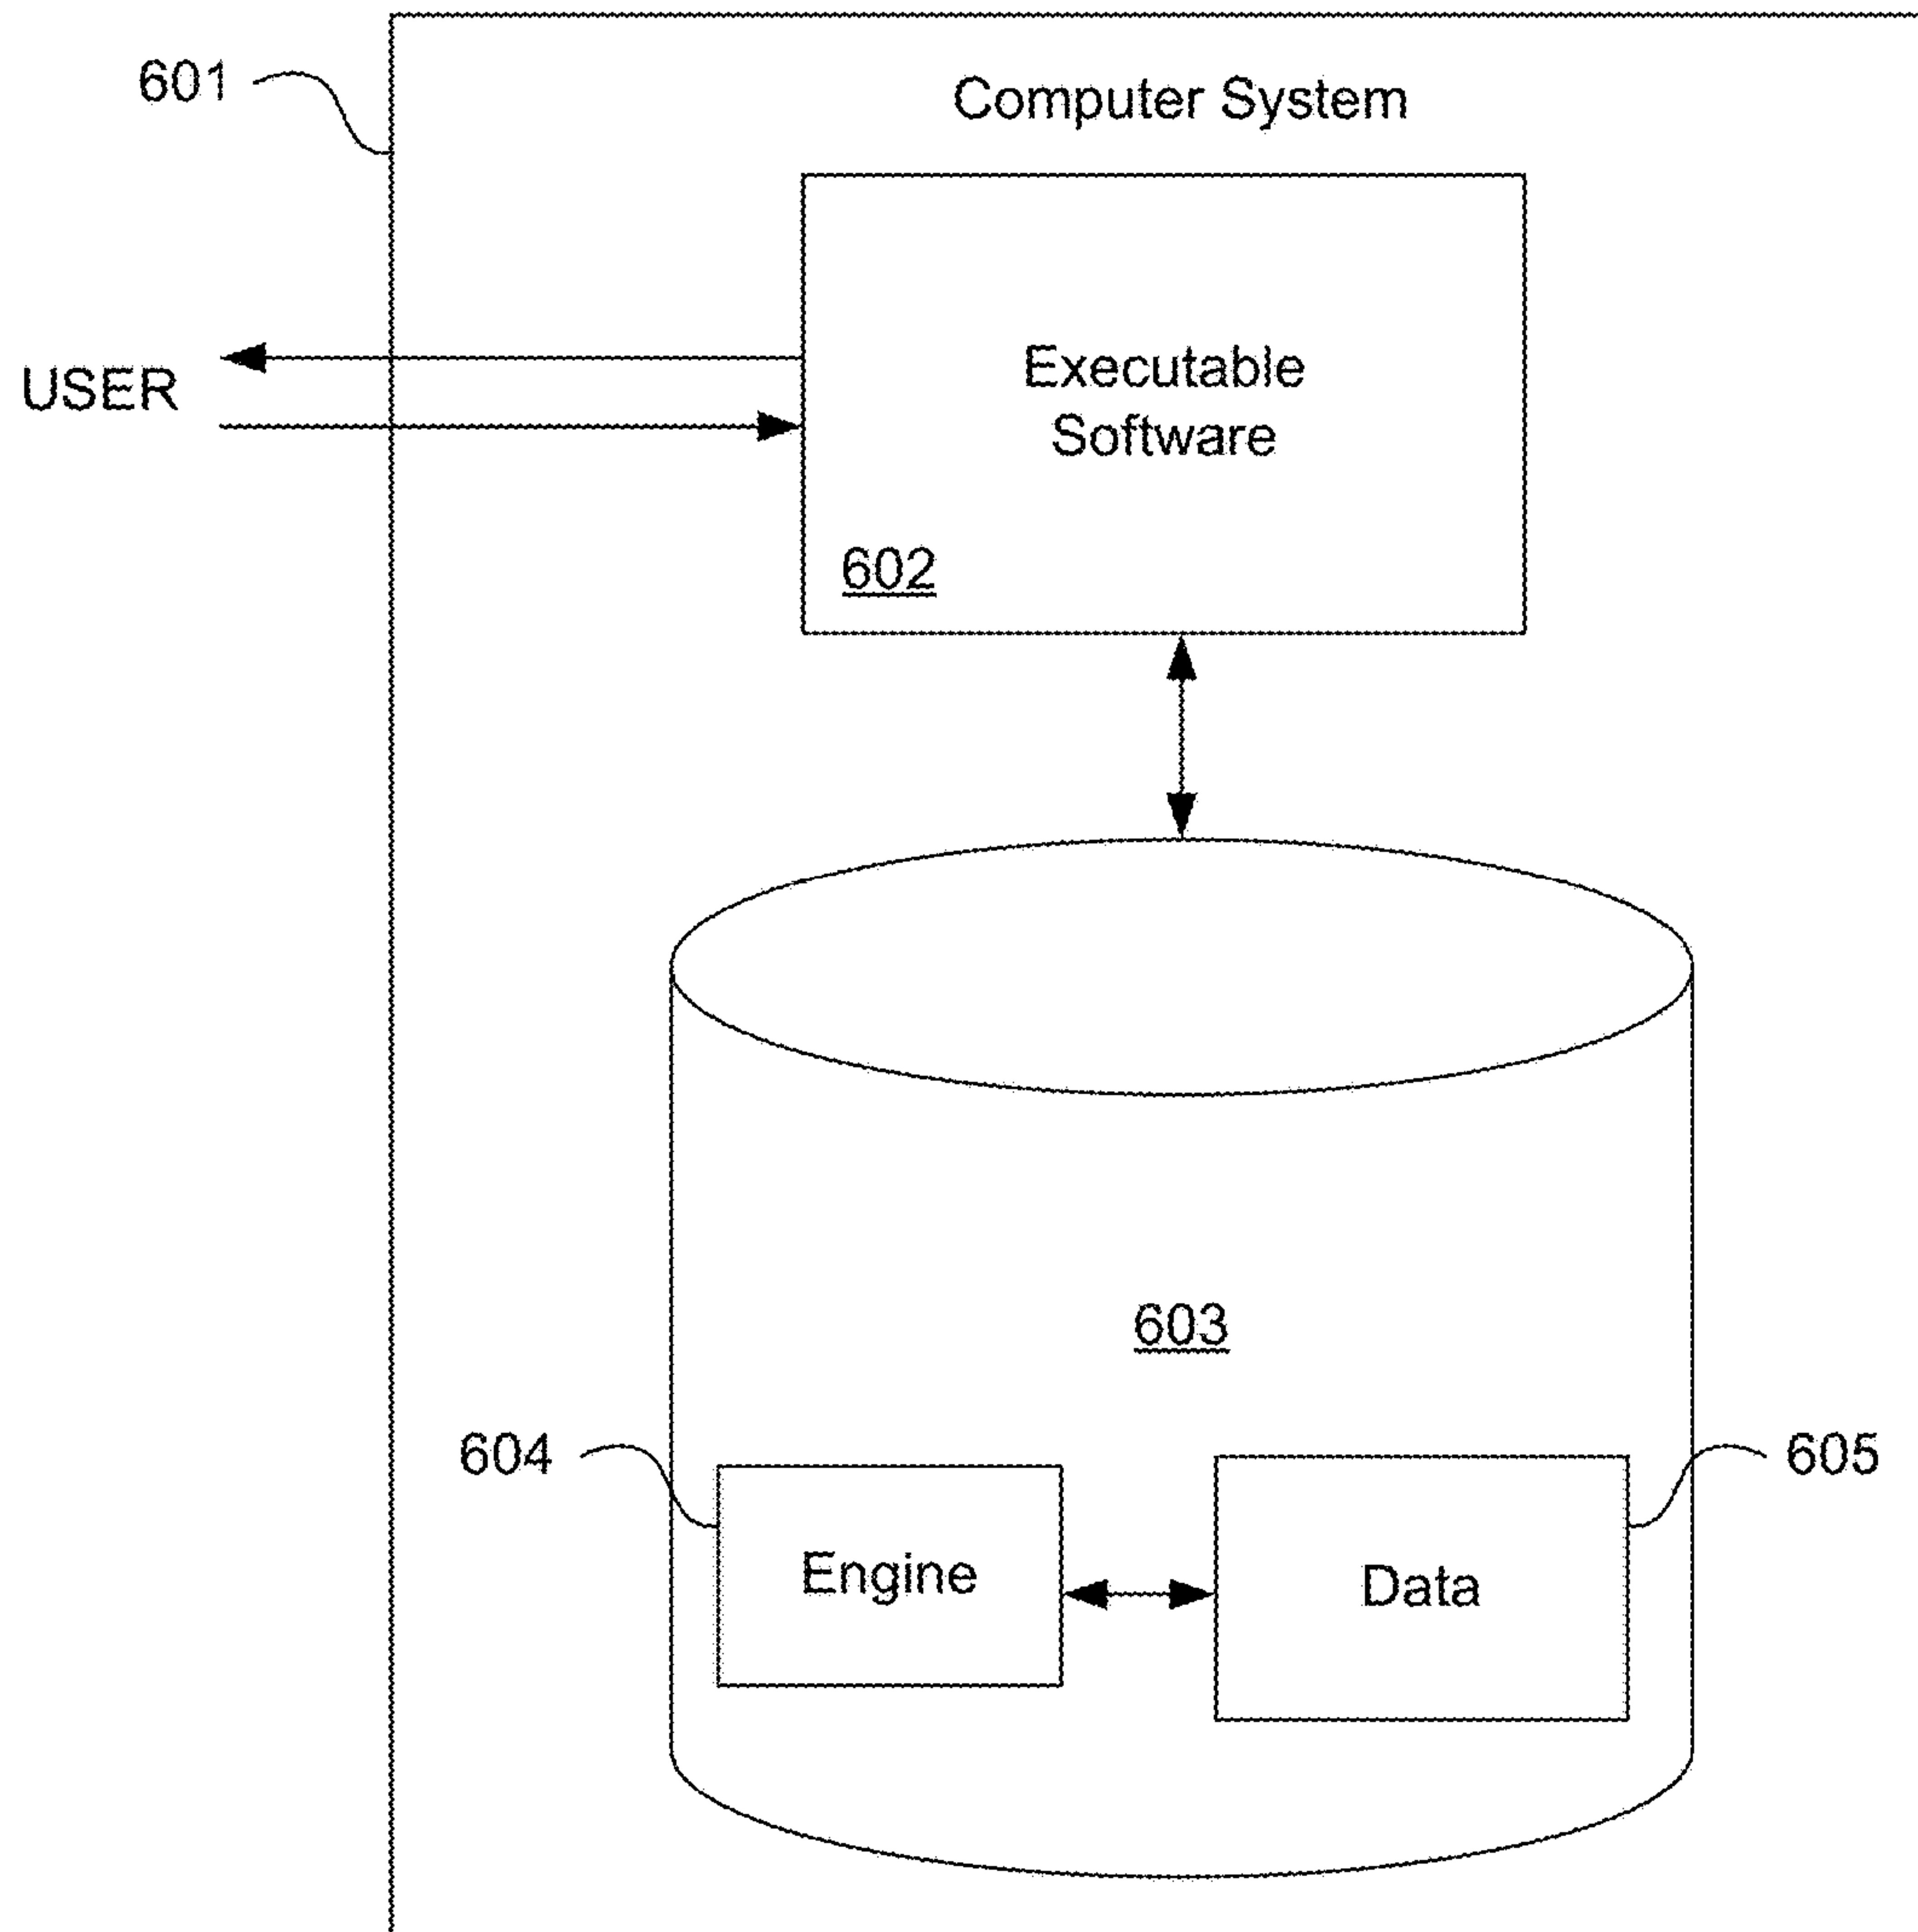 601
Computer System
USER
Executable
Software
602
603
604
605
Engine
Data